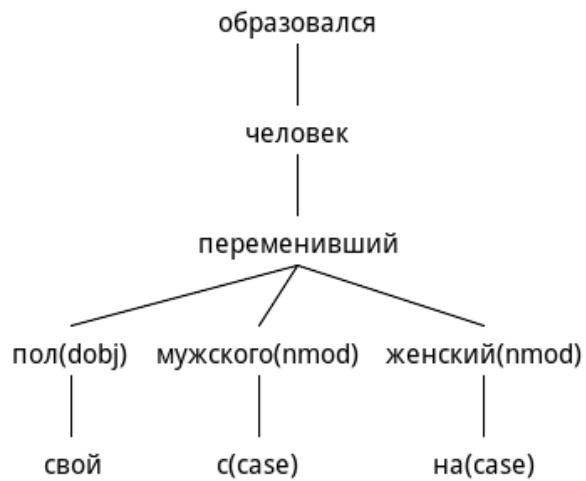 образовался
человек
переменивший
пол(dobj) мужского(nmod) женский(nmod)
свой с(case) на(case)